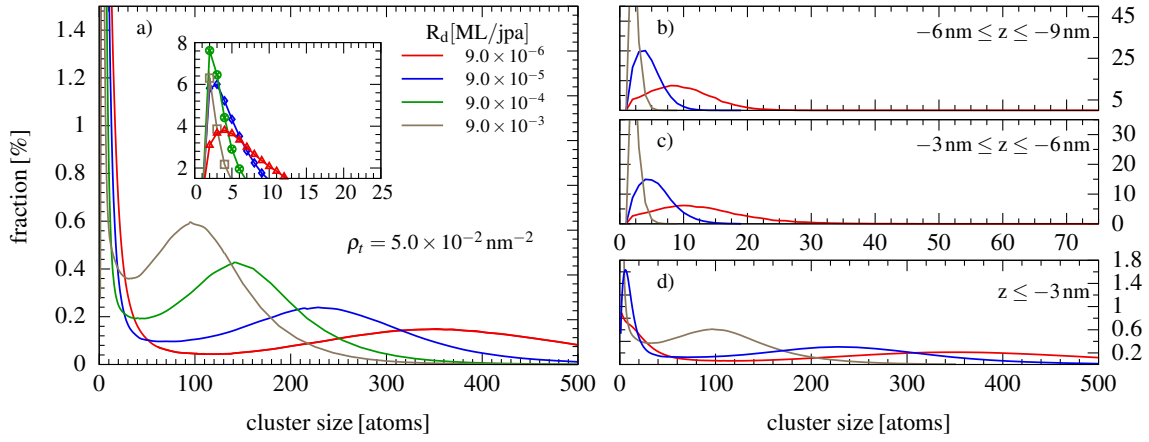 a)
R_d [ML/jpa]
9.0 × 10⁻⁶
9.0 × 10⁻⁵
9.0 × 10⁻⁴
9.0 × 10⁻³
ρ_t = 5.0 × 10⁻² nm⁻²
fraction [%]
0
0.2
0.4
0.6
0.8
1
1.2
1.4
0 100 200 300 400 500
cluster size [atoms]
8
6
4
2
0 5 10 15 20 25
b)
−6 nm ≤ z ≤ −9 nm
45
25
5
c)
−3 nm ≤ z ≤ −6 nm
30
20
10
0
0 10 20 30 40 50 60 70
d)
z ≤ −3 nm
1.8
1.4
1.0
0.6
0.2
0 100 200 300 400 500
cluster size [atoms]